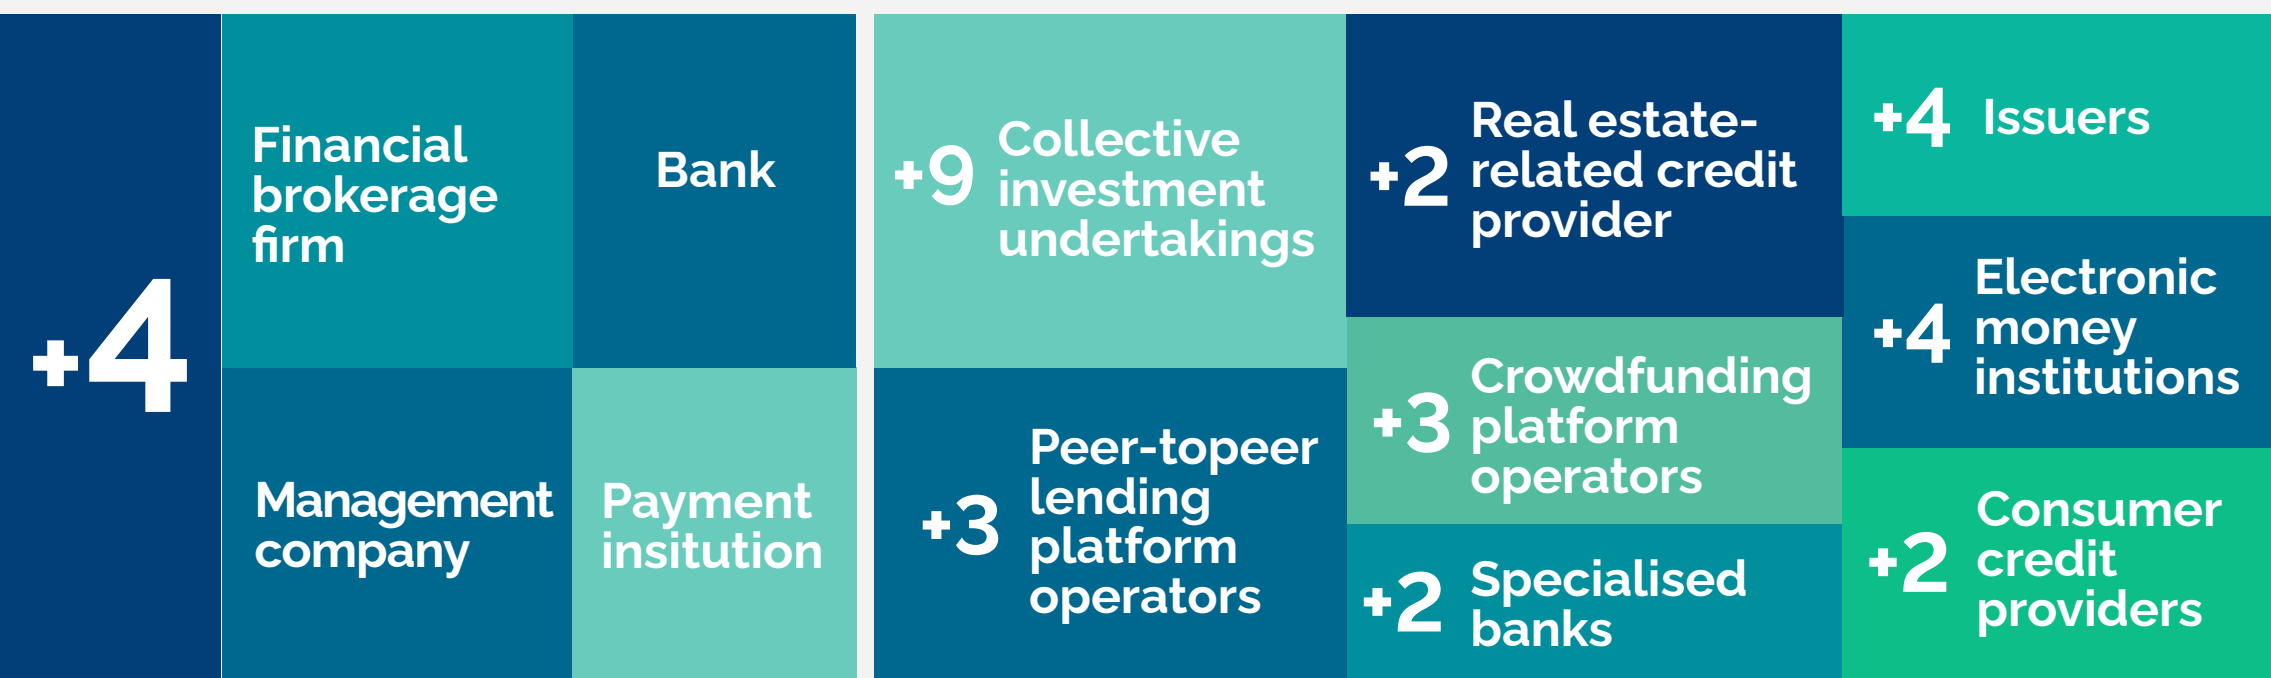 +4
Financial
brokerage
firm
Bank
Management
company
Payment
insitution
+9
Collective
investment
undertakings
+3
Peer-topeer
lending
platform
operators
+2
Real estate-
related credit
provider
+3
Crowdfunding
platform
operators
+2
Specialised
banks
+4
Issuers
+4
Electronic
money
institutions
+2
Consumer
credit
providers